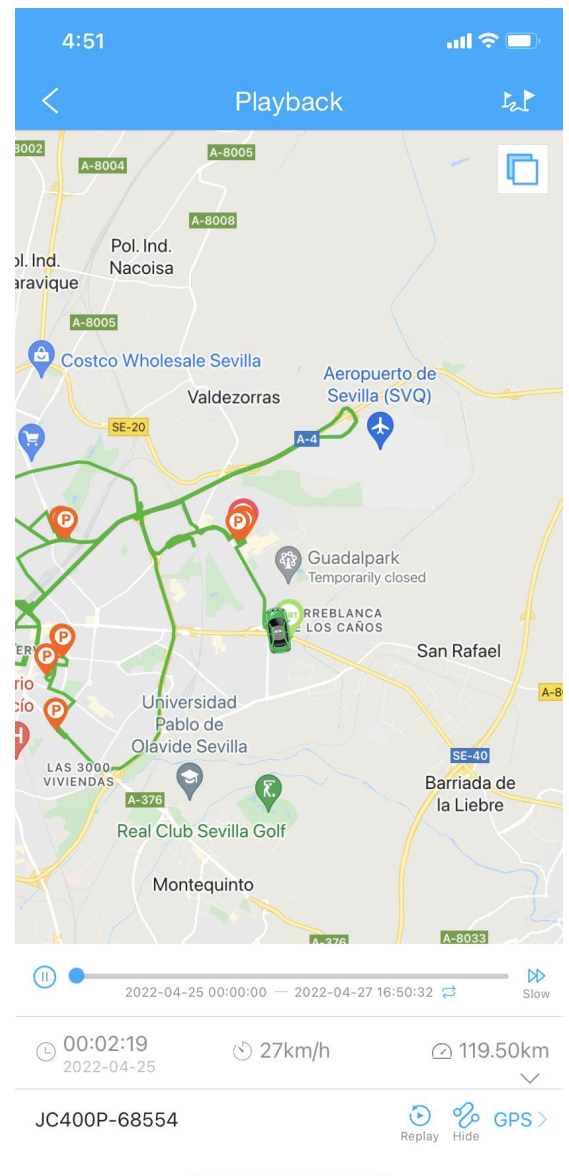 4:51
Playback
8002
A-8004
A-8005
A-8008
Pol. Ind.
Nacoisa
ol. Ind.
aravique
A-8005
Costco Wholesale Sevilla
Aeropuerto de
Sevilla (SVQ)
Valdezorras
SE-20
A-4
P
P
Guadalpark
Temporarily closed
RREBLANCA
LOS CAÑOS
P
P
San Rafael
rio
cío
P
A-8
H
Universidad
Pablo de
Olavide Sevilla
LAS 3000
VIVIENDAS
SE-40
A-376
Barriada de
la Liebre
Real Club Sevilla Golf
Montequinto
A-376
A-8033
2022-04-25 00:00:00 — 2022-04-27 16:50:32
Slow
00:02:19
2022-04-25
27km/h
119.50km
JC400P-68554
Replay
Hide
GPS